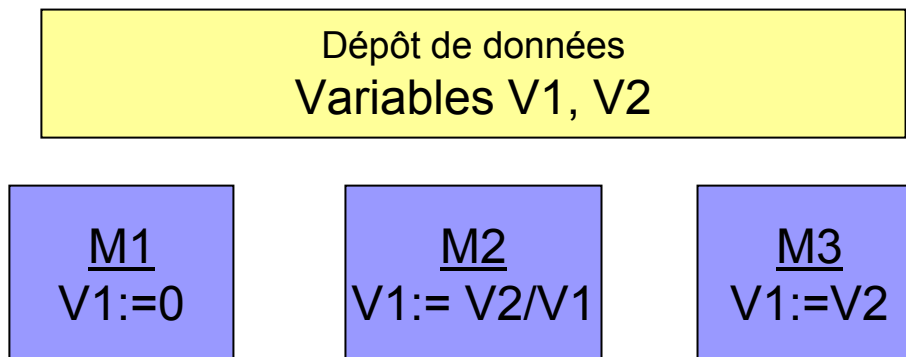 Dépôt de données
Variables V1, V2
M1
V1:=0
M2
V1:= V2/V1
M3
V1:=V2